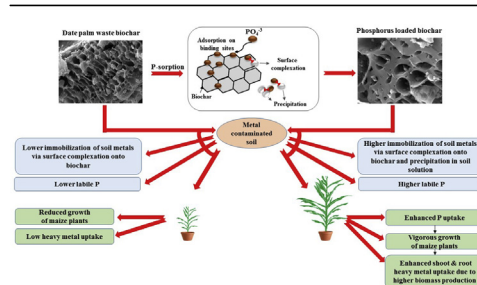 Date palm waste biochar
PO₄⁻³
Adsorption on
binding sites
Phosphorus loaded biochar
P-sorption
Surface
complexation
Biochar
Precipitation
Metal
contaminated
soil
Lower immobilization of soil metals
via surface complexation onto
biochar
Lower labile P
Higher immobilization of soil metals
via surface complexation onto
biochar and precipitation in soil
solution
Higher labile P
Reduced growth
of maize plants
Low heavy metal uptake
Enhanced P uptake
Vigorous growth
of maize plants
Enhanced shoot & root
heavy metal uptake due to
higher biomass production